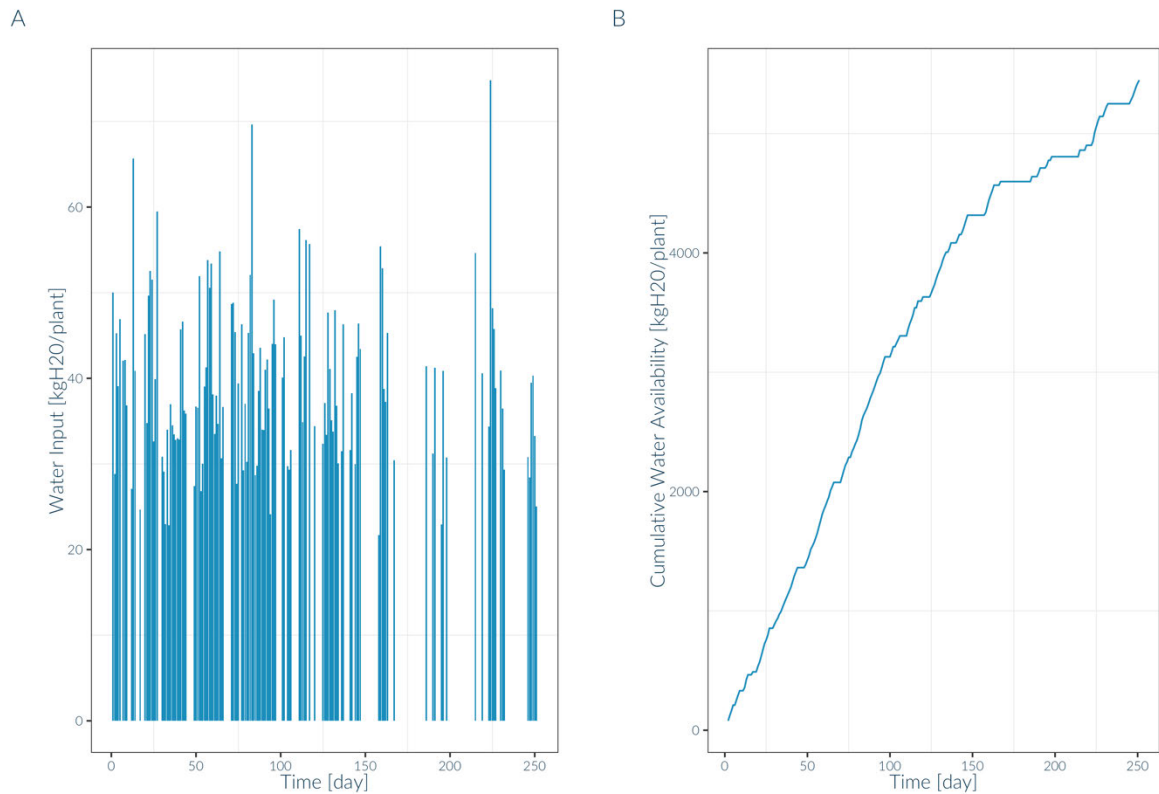 A
B
Water Input [kgH20/plant]
60
40
20
0
0 50 100 150 200 250
Time [day]
Cumulative Water Availability [kgH20/plant]
4000
2000
0
0 50 100 150 200 250
Time [day]